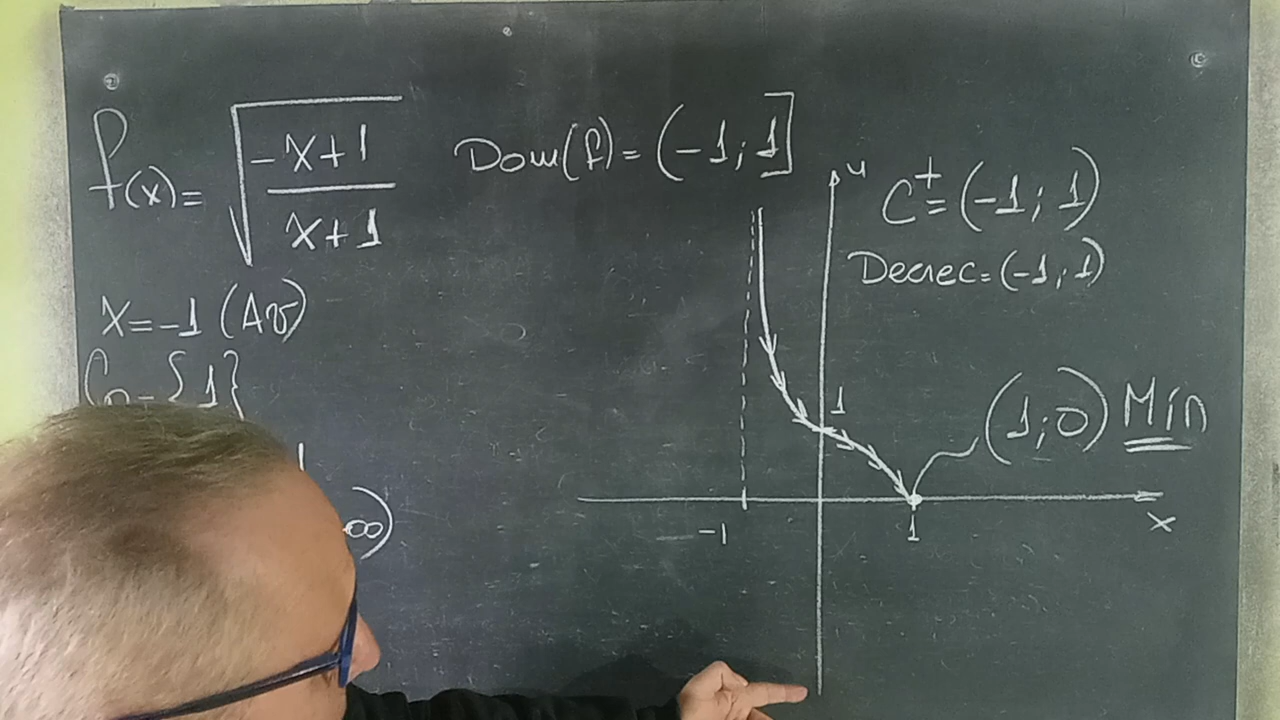 f(x) = √((-x+1)/(x+1))
Dom(f) = (-1; 1]
x = -1 (Av)
C0 = {1}
∞)
y
C+ = (-1; 1)
Decrec = (-1; 1)
1
(1; 0) Min
-1
1
x